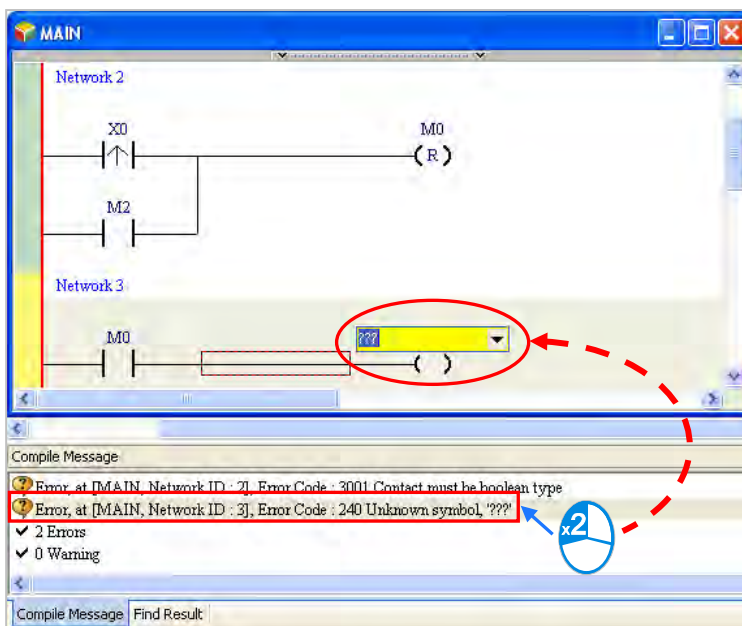 MAIN
Network 2
X0 M0
R
M2
Network 3
???
M0
Compile Message
Error, at [MAIN, Network ID : 2], Error Code : 3001 Contact must be boolean type
Error, at [MAIN, Network ID : 3], Error Code : 240 Unknown symbol, '???'
2 Errors
0 Warning
x2
Compile Message Find Result